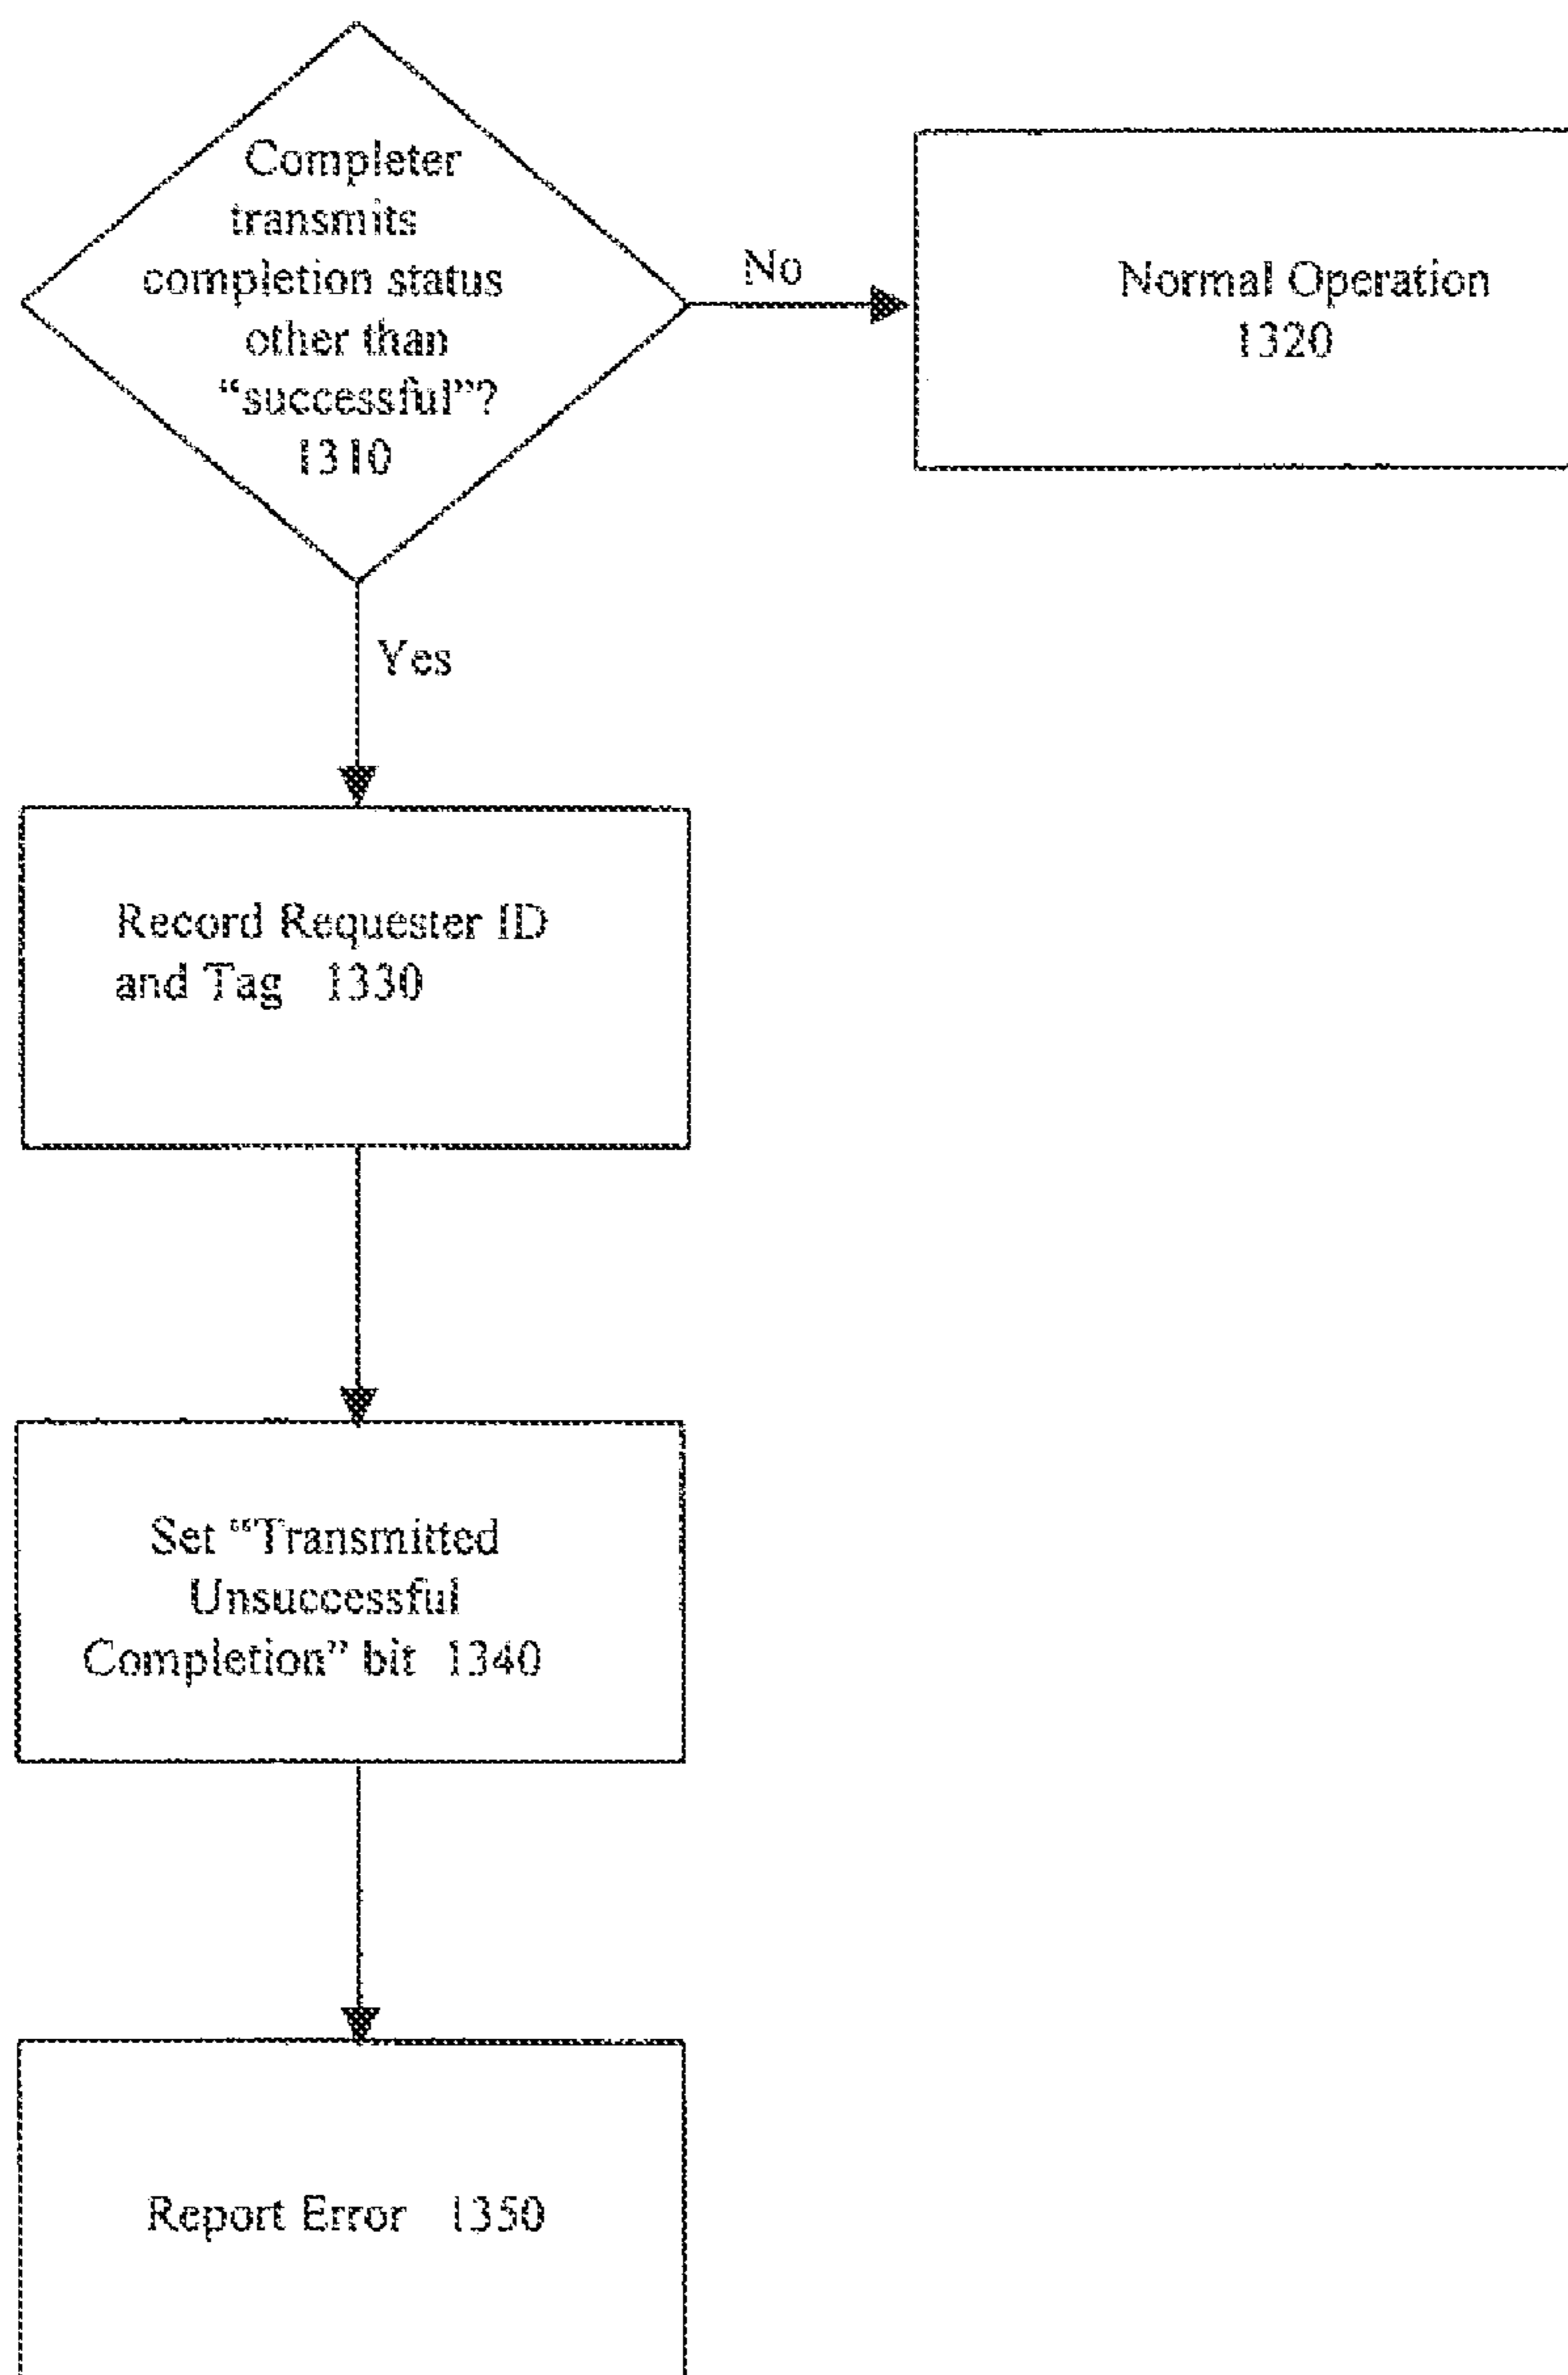 Completer
transmits
completion status
other than
“successful”?
1310
No
Normal Operation
1320
Yes
Record Requester ID
and Tag 1330
Set “Transmitted
Unsuccessful
Completion” bit 1340
Report Error 1350